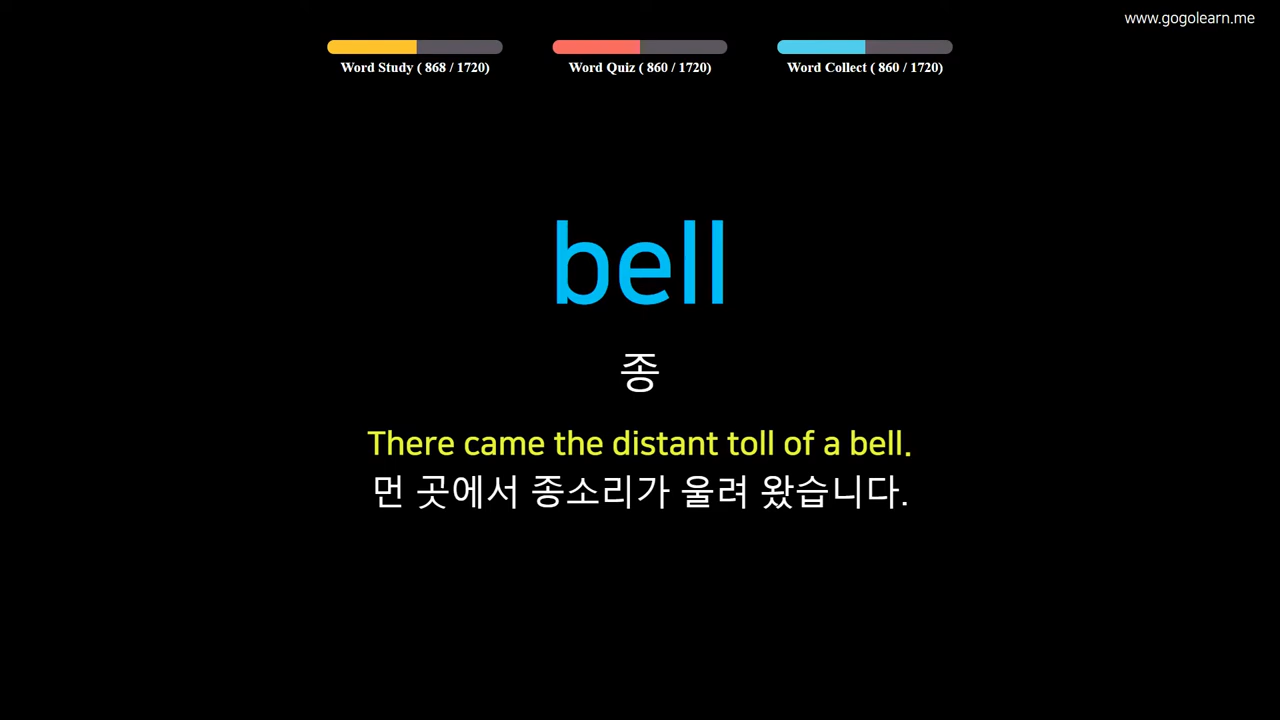 www.gogolearn.me
Word Study ( 868 / 1720)
Word Quiz ( 860 / 1720)
Word Collect ( 860 / 1720)
bell
종
There came the distant toll of a bell.
먼 곳에서 종소리가 울려 왔습니다.